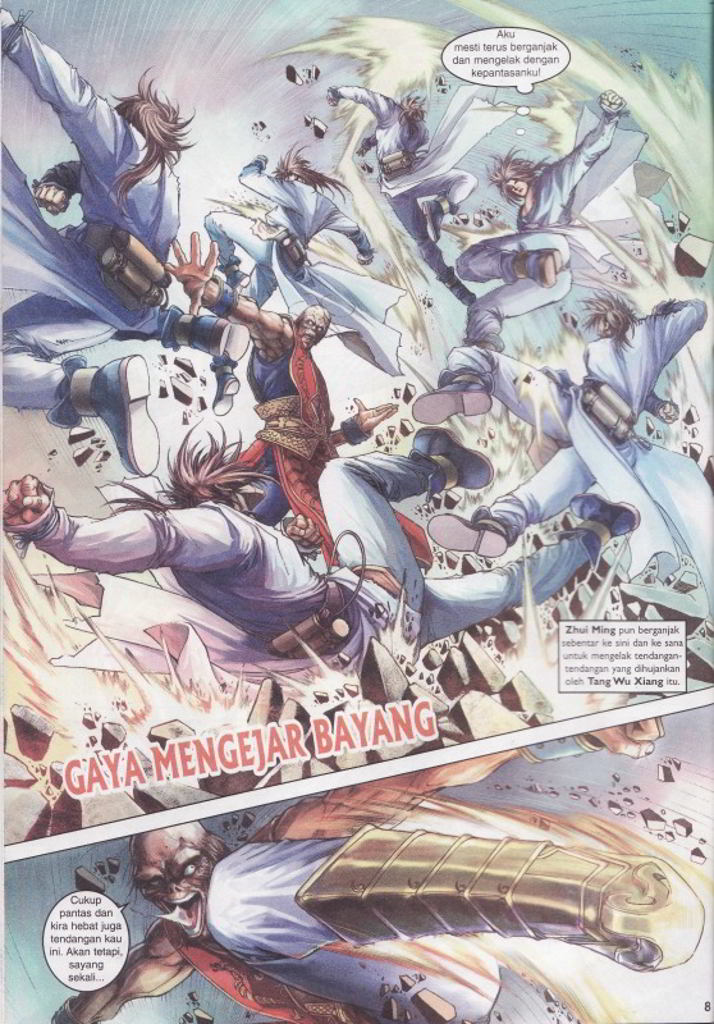 Aku
mesti terus berganjak
dan mengelak dengan
kepantasanku!
Zhui Ming pun berganjak
sebentar ke sini dan ke sana
untuk mengelak tendangan-
tendangan yang dihujankan
oleh Tang Wu Xiang itu.
GAYA MENGEJAR BAYANG
Cukup
pantas dan
kira hebat juga
tendangan kau
ini. Akan tetapi,
sayang
sekali...
8